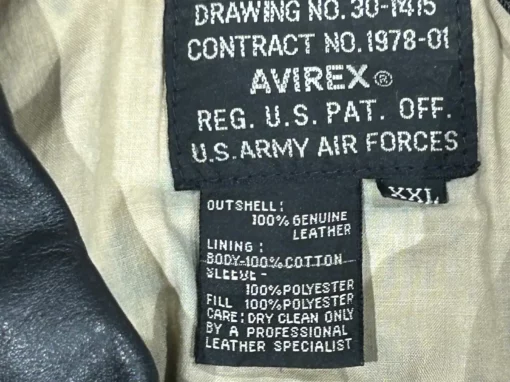 DRAWING NO. 30-1415
CONTRACT NO. 1978-01
AVIREX®
REG. U.S. PAT. OFF.
U.S. ARMY AIR FORCES
XXL
OUTSHELL:
100% GENUINE
LEATHER
LINING:
BODY-100% COTTON
SLEEVE-
100% POLYESTER
FILL 100% POLYESTER
CARE: DRY CLEAN ONLY
BY A PROFESSIONAL
LEATHER SPECIALIST